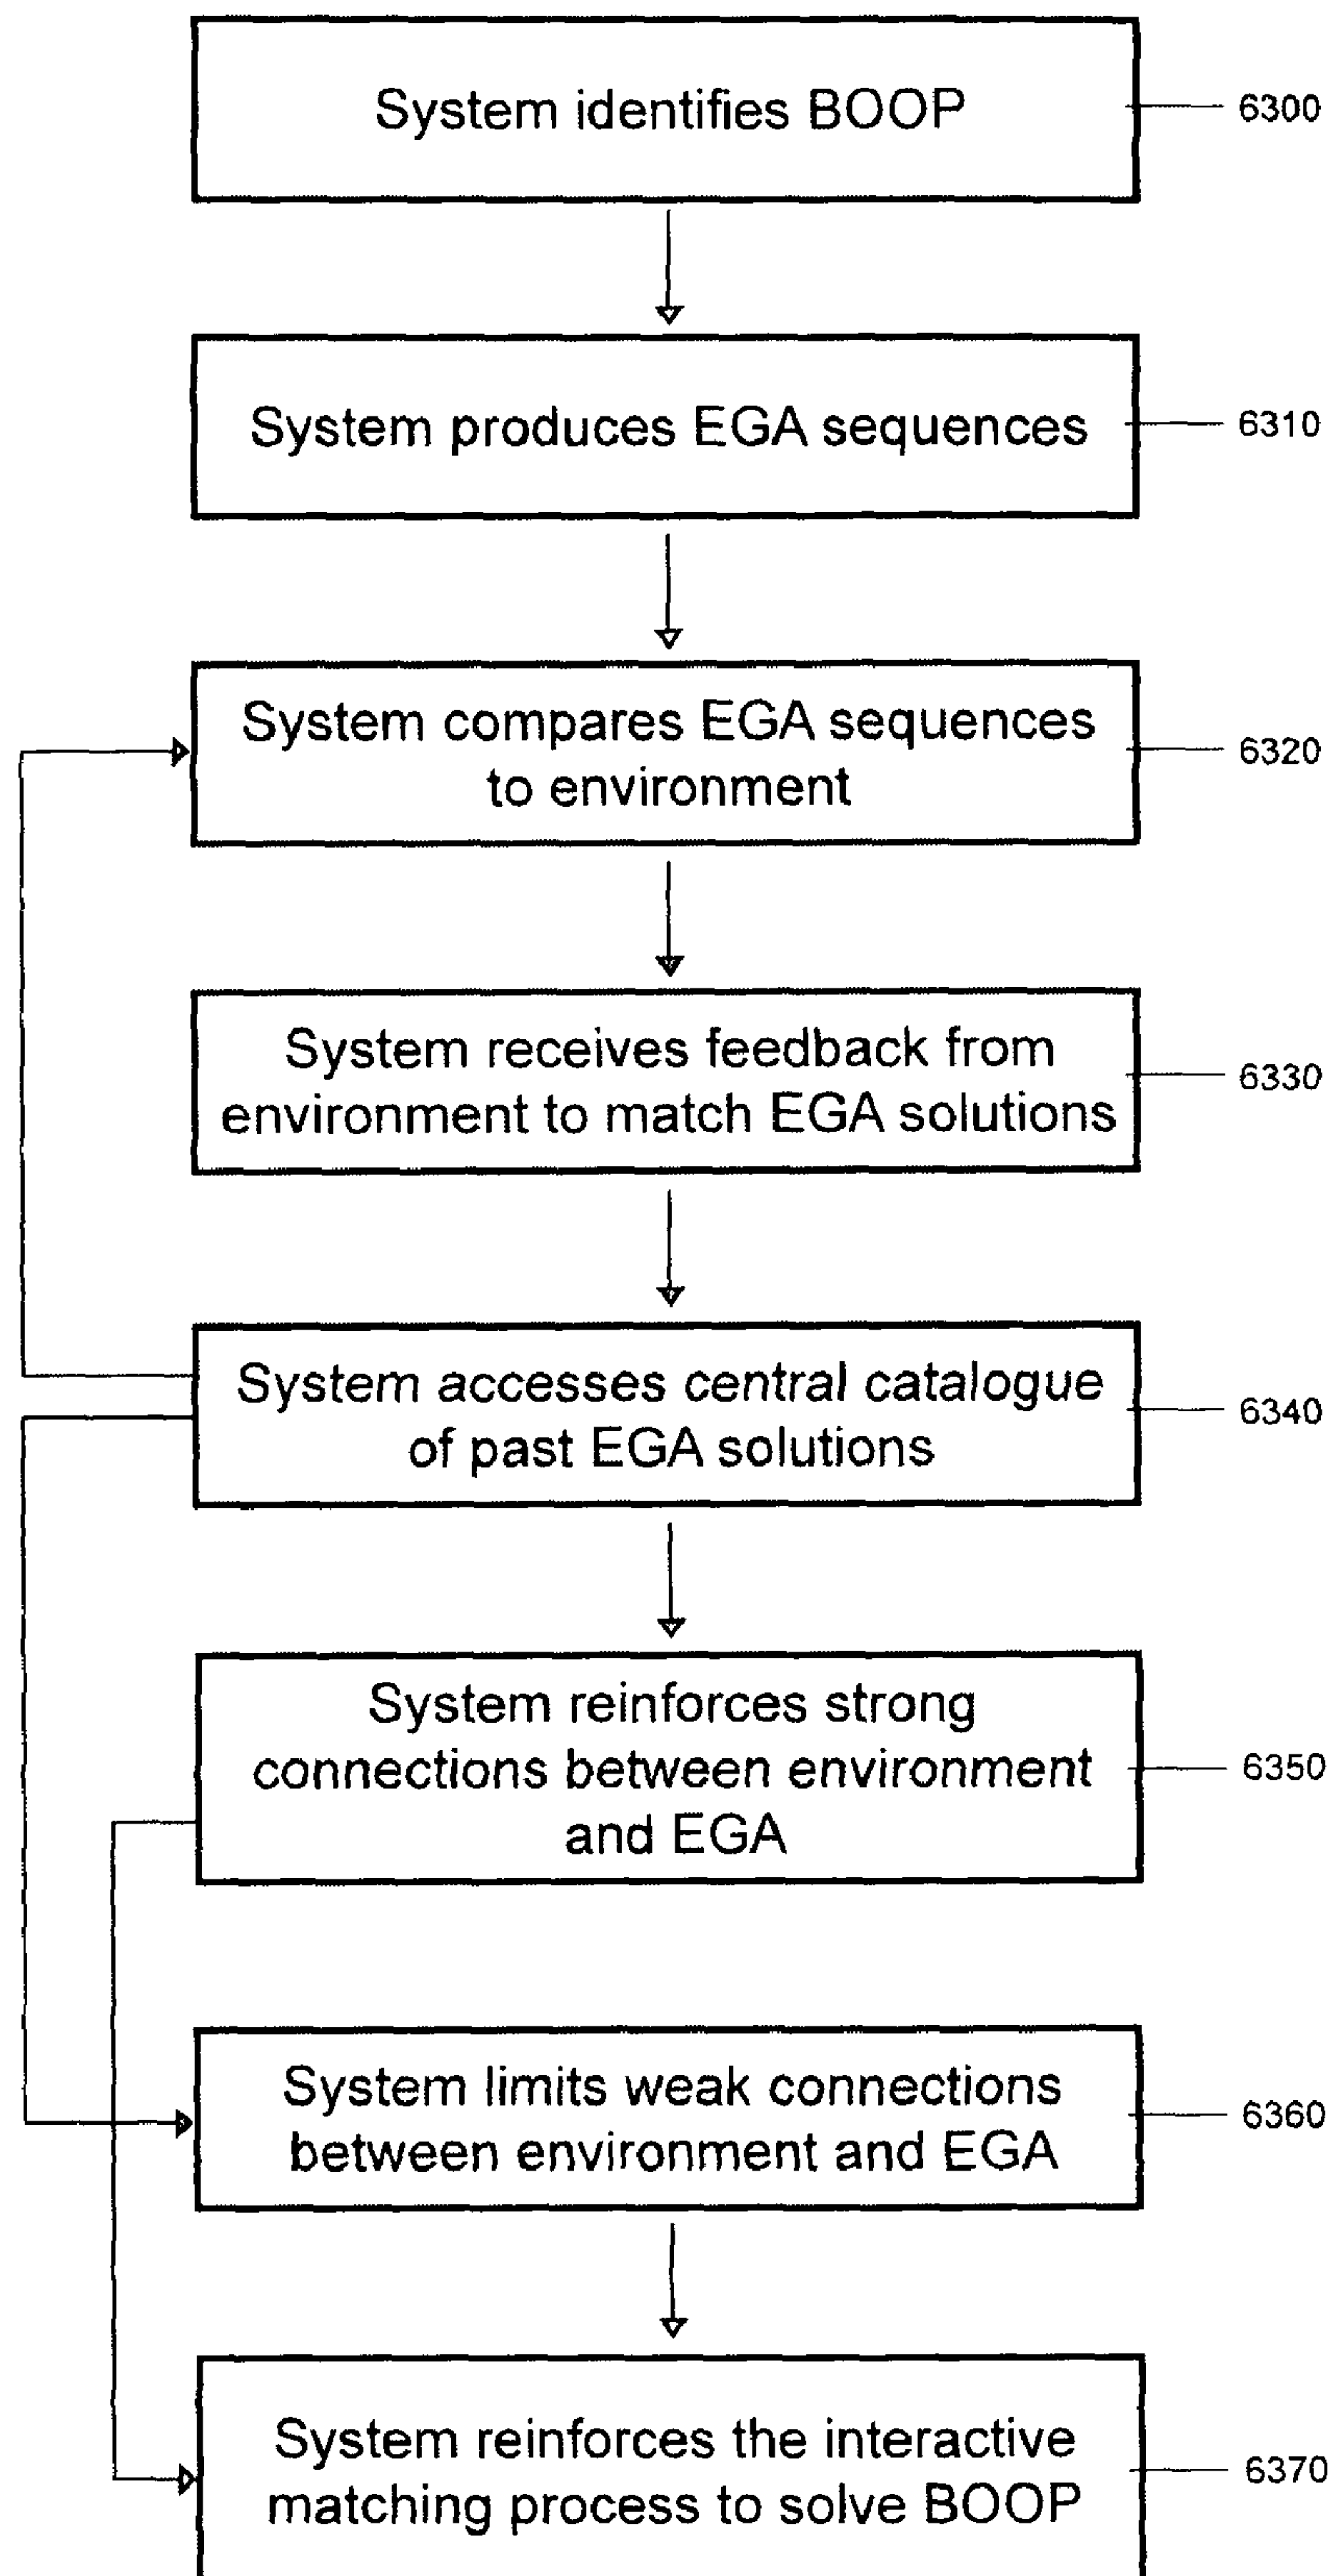 System identifies BOOP
6300
System produces EGA sequences
6310
System compares EGA sequences
to environment
6320
System receives feedback from
environment to match EGA solutions
6330
System accesses central catalogue
of past EGA solutions
6340
System reinforces strong
connections between environment
and EGA
6350
System limits weak connections
between environment and EGA
6360
System reinforces the interactive
matching process to solve BOOP
6370